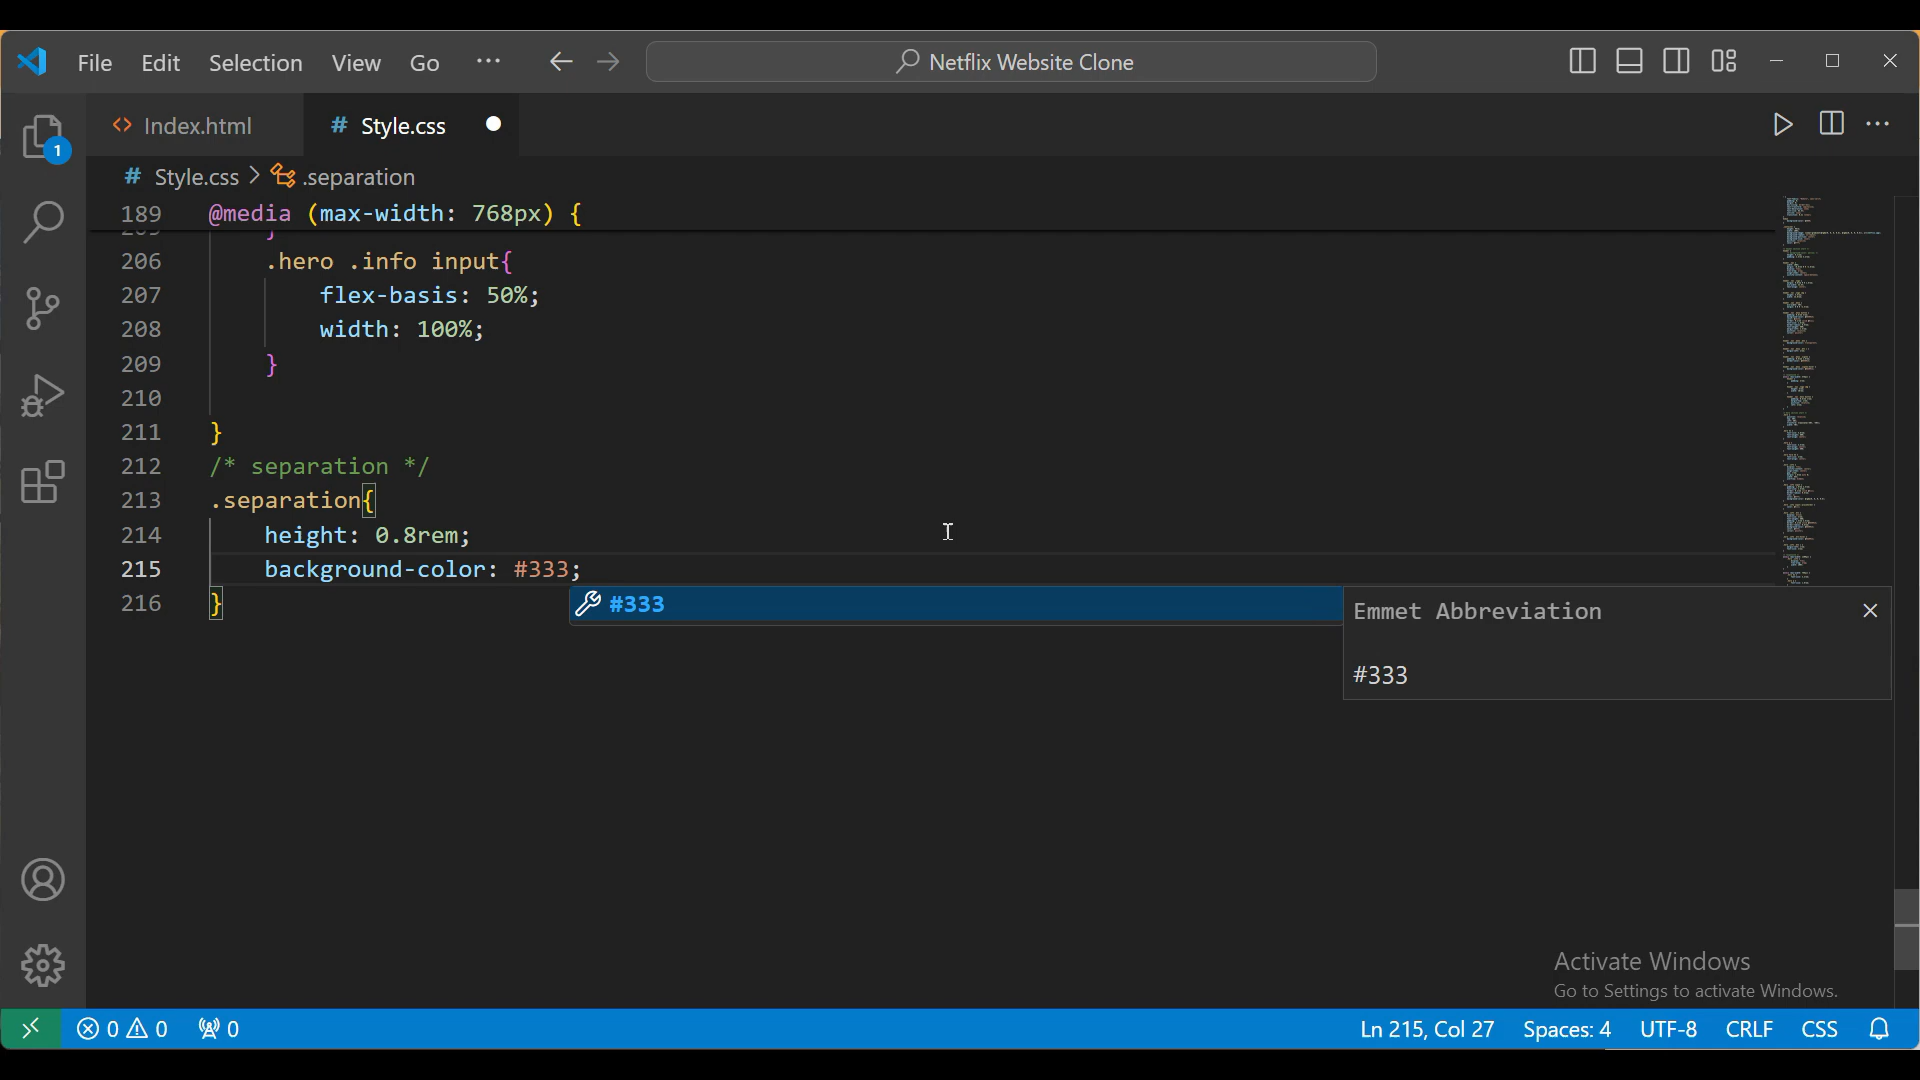 File Edit Selection View Go ··· Netflix Website Clone
1
<> Index.html # Style.css
# Style.css > .separation
189 @media (max-width: 768px) {
206 .hero .info input{
207 flex-basis: 50%;
208 width: 100%;
209 }
210
211 }
212 /* separation */
213 .separation{
214 height: 0.8rem;
215 background-color: #333;
216 }
#333
Emmet Abbreviation
#333
Activate Windows
Go to Settings to activate Windows.
0 0 0 Ln 215, Col 27 Spaces: 4 UTF-8 CRLF CSS